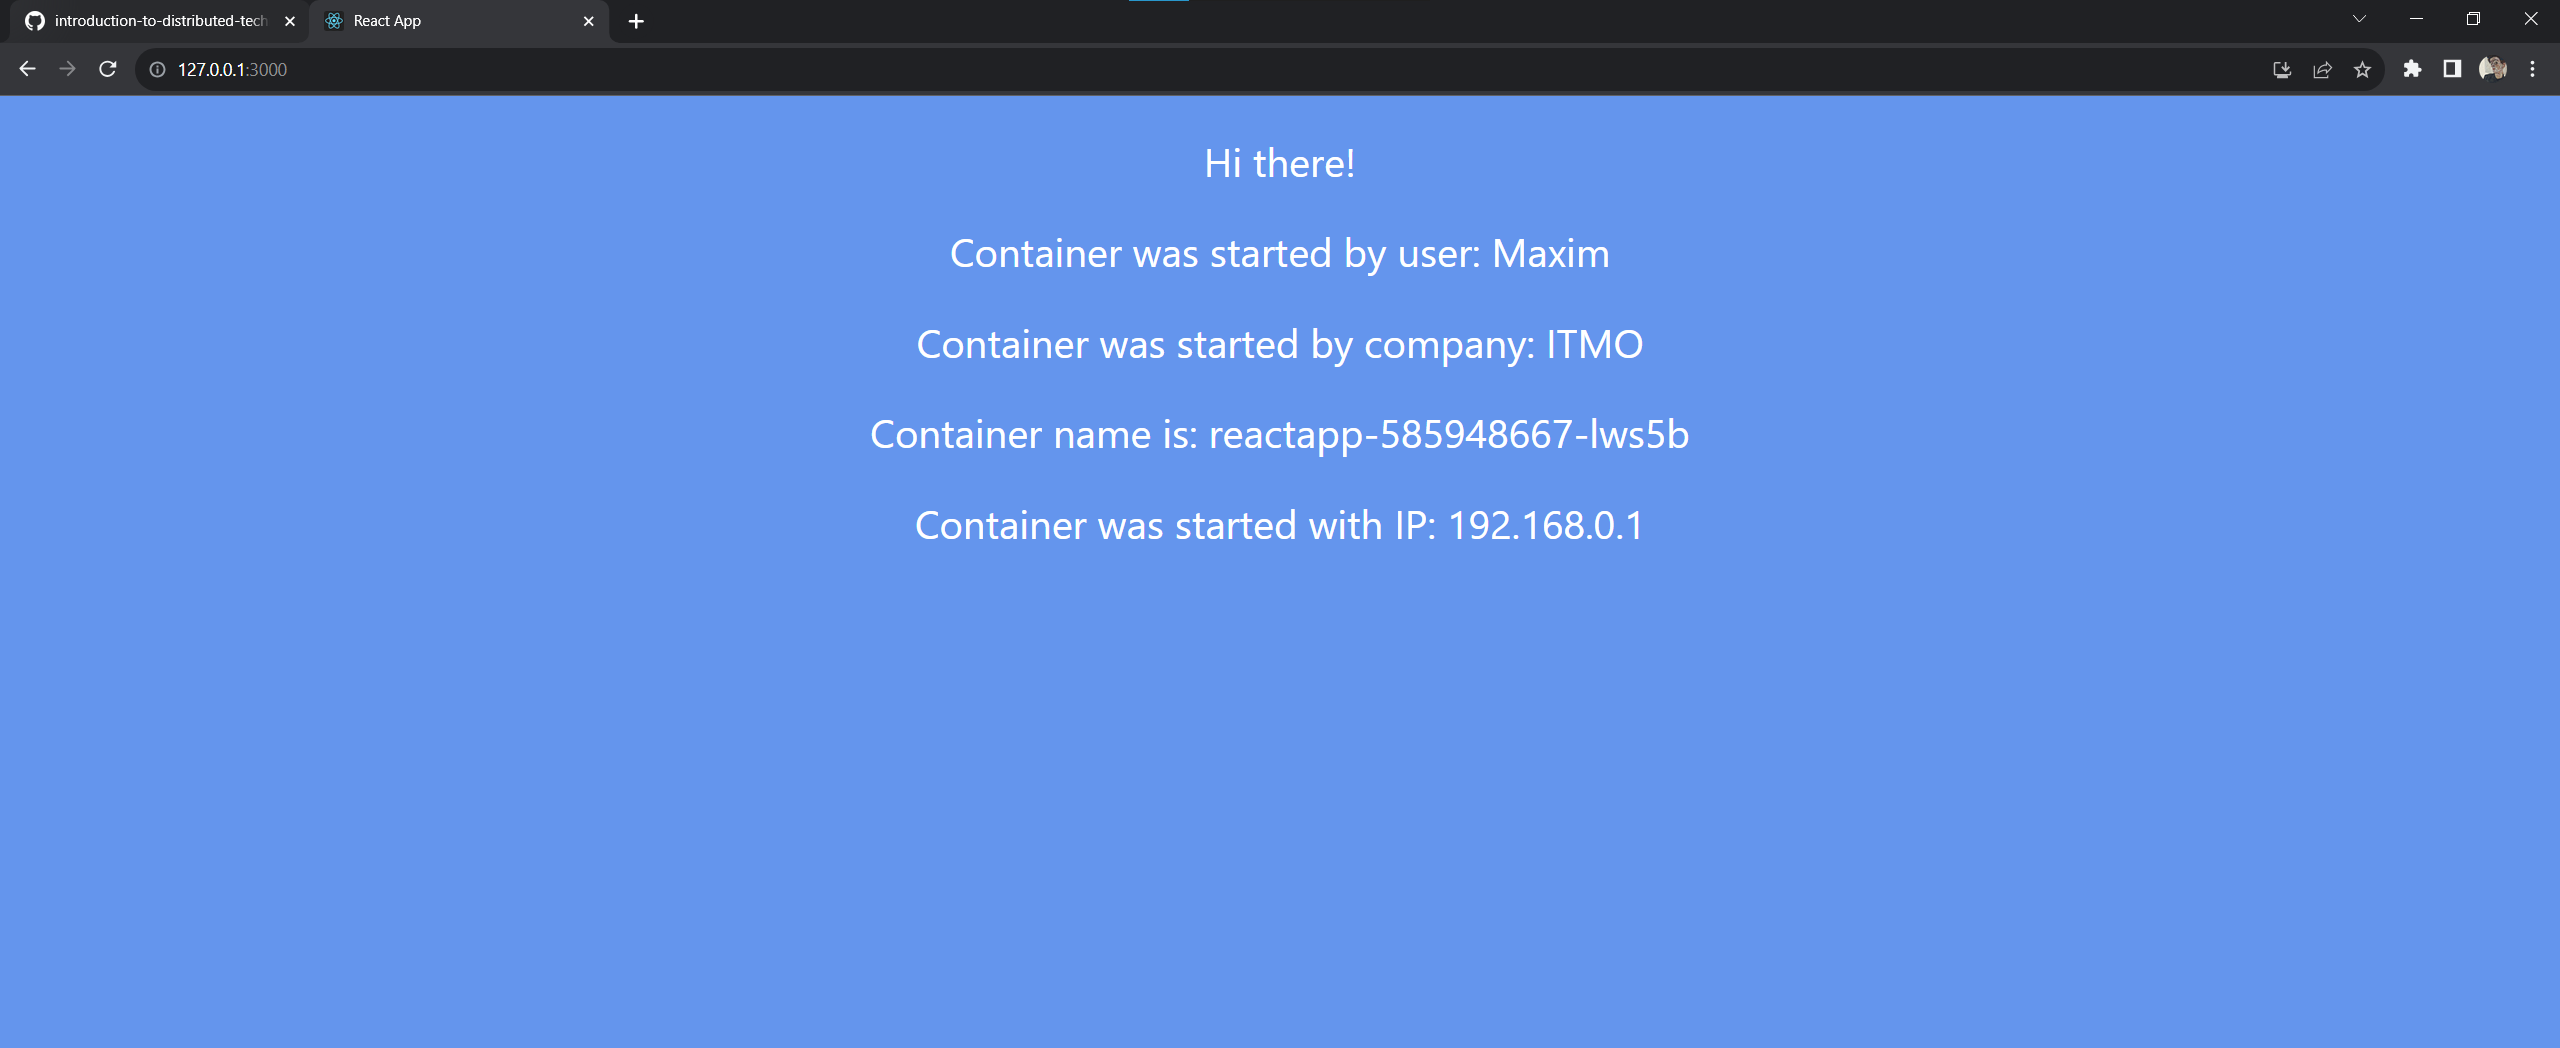 introduction-to-distributed-tech
React App
127.0.0.1:3000
Hi there!
Container was started by user: Maxim
Container was started by company: ITMO
Container name is: reactapp-585948667-lws5b
Container was started with IP: 192.168.0.1